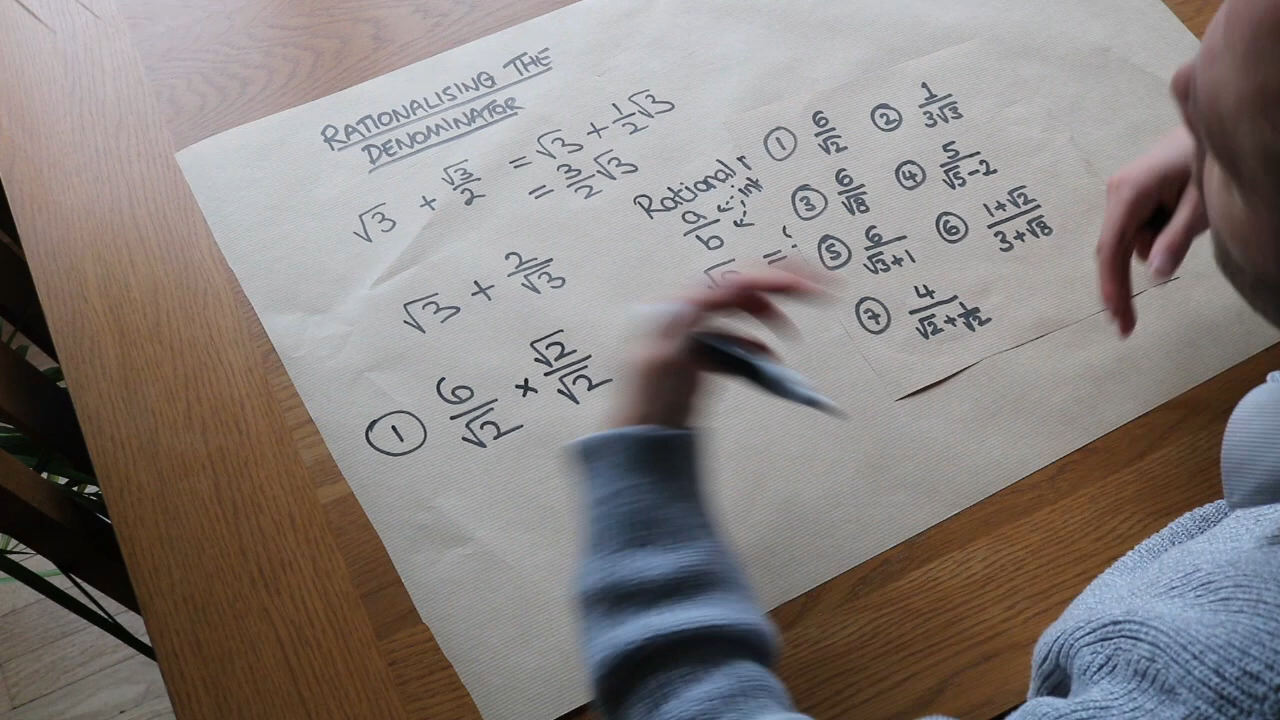 RATIONALISING THE
DENOMINATOR
√3 + √3/2 = √3 + 1/2 √3
= 3/2 √3
√3 + 2/√3
① 6/√2 × √2/√2
Rational
a/b ← int
←
① 6/√2 ② 1/3√3
③ 6/√8 ④ 5/√5-2
⑤ 6/√3+1 ⑥ 1+√2/3+√8
⑦ 4/√2+1/√2